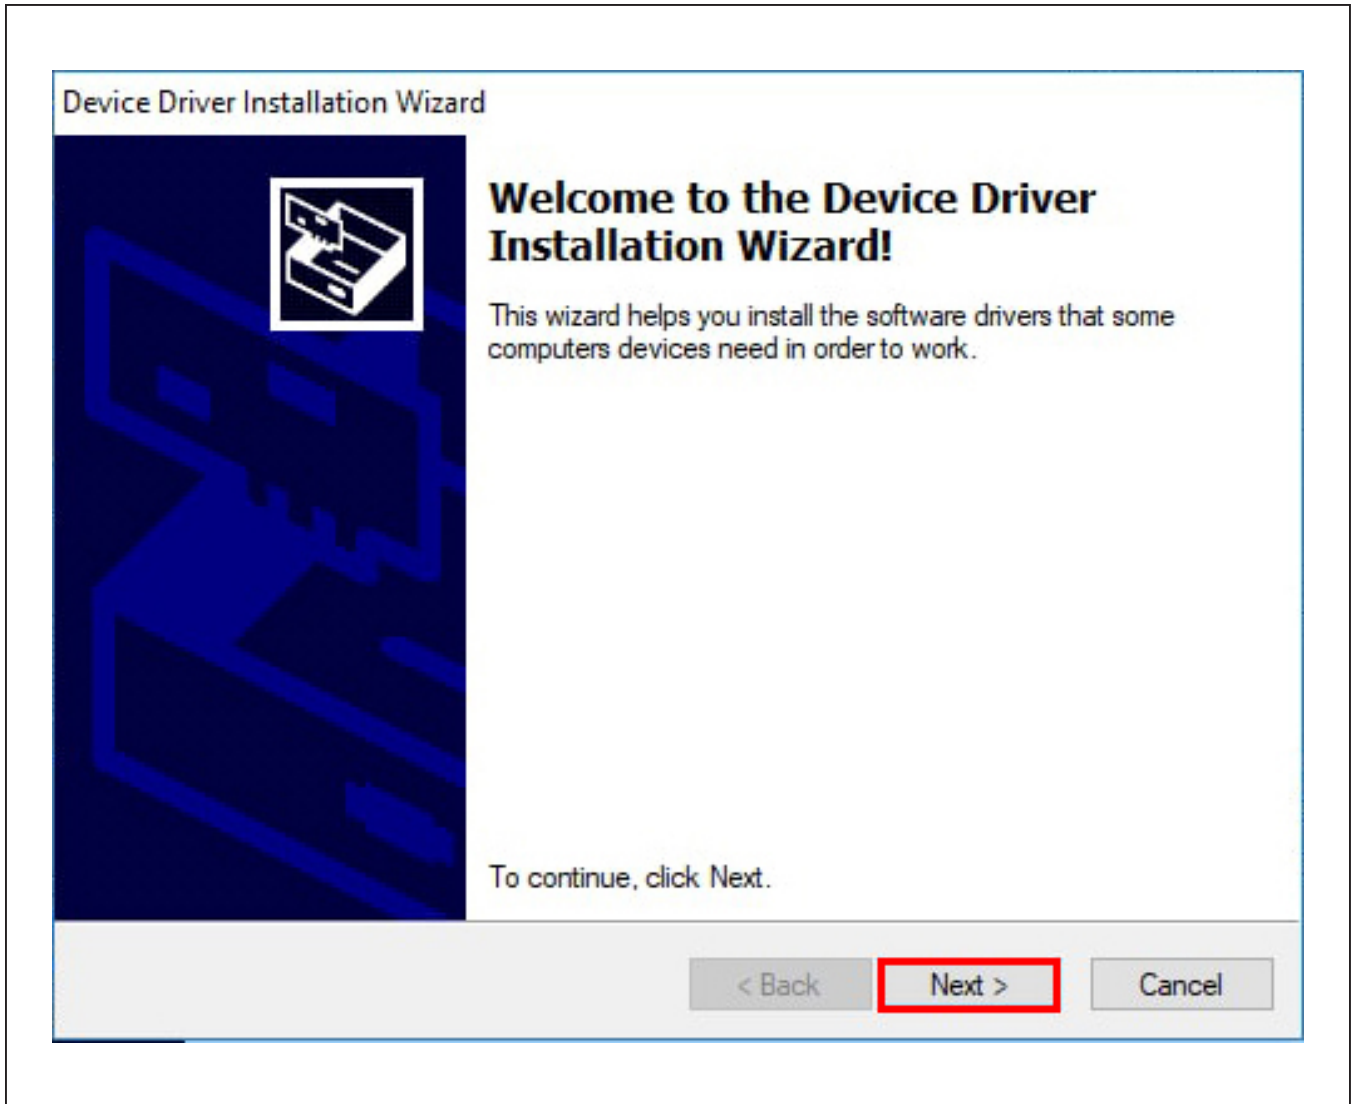 Device Driver Installation Wizard
Welcome to the Device Driver
Installation Wizard!
This wizard helps you install the software drivers that some
computers devices need in order to work.
To continue, click Next.
< Back
Next >
Cancel